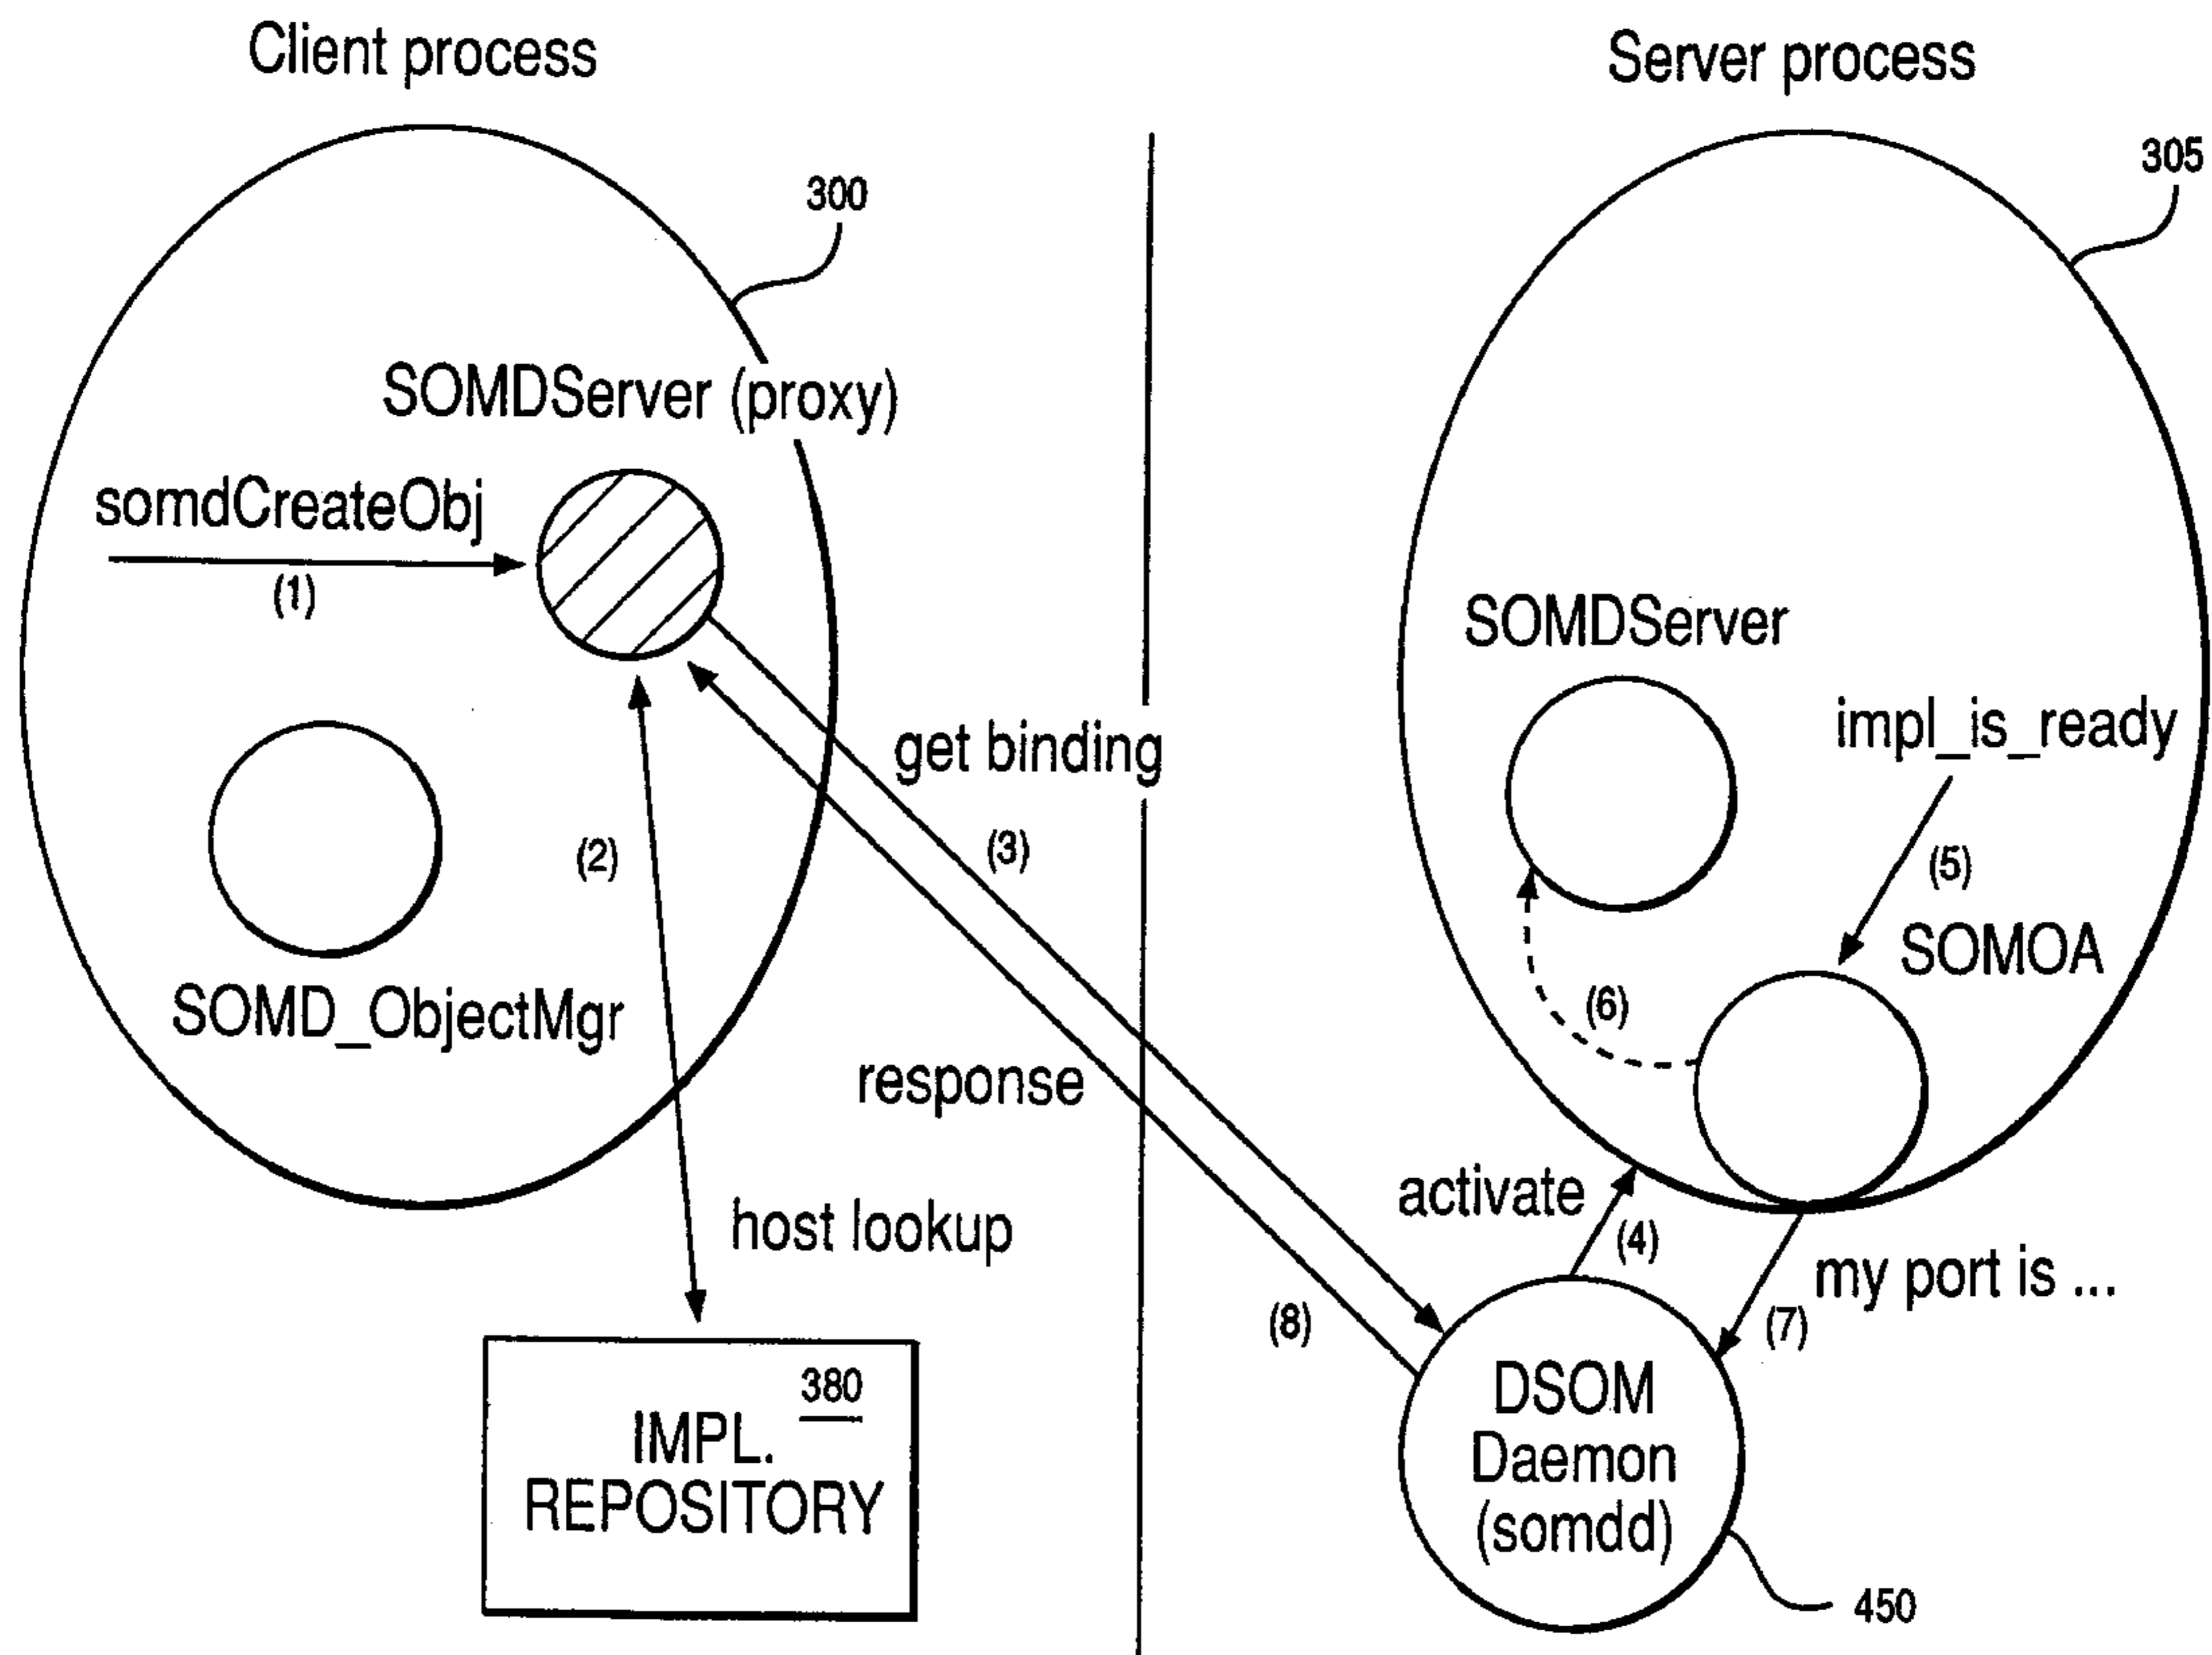 Client process
Server process
300
305
SOMDServer (proxy)
somdCreateObj
(1)
SOMDServer
impl_is_ready
get binding
(2)
(3)
(5)
SOMOA
SOMD_ObjectMgr
(6)
response
activate
host lookup
(4)
my port is ...
(8)
(7)
380
IMPL.
REPOSITORY
DSOM
Daemon
(somdd)
450